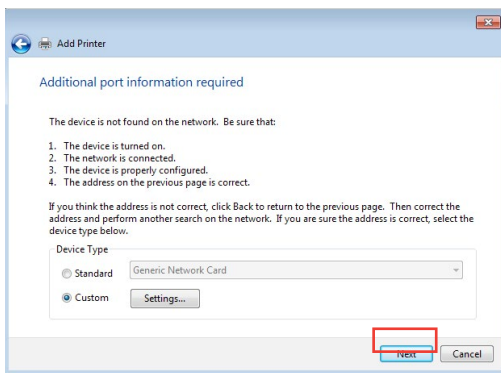 Add Printer
Additional port information required
The device is not found on the network. Be sure that:
1. The device is turned on.
2. The network is connected.
3. The device is properly configured.
4. The address on the previous page is correct.
If you think the address is not correct, click Back to return to the previous page. Then correct the
address and perform another search on the network. If you are sure the address is correct, select the
device type below.
Device Type
Standard
Generic Network Card
Custom
Settings...
Next
Cancel